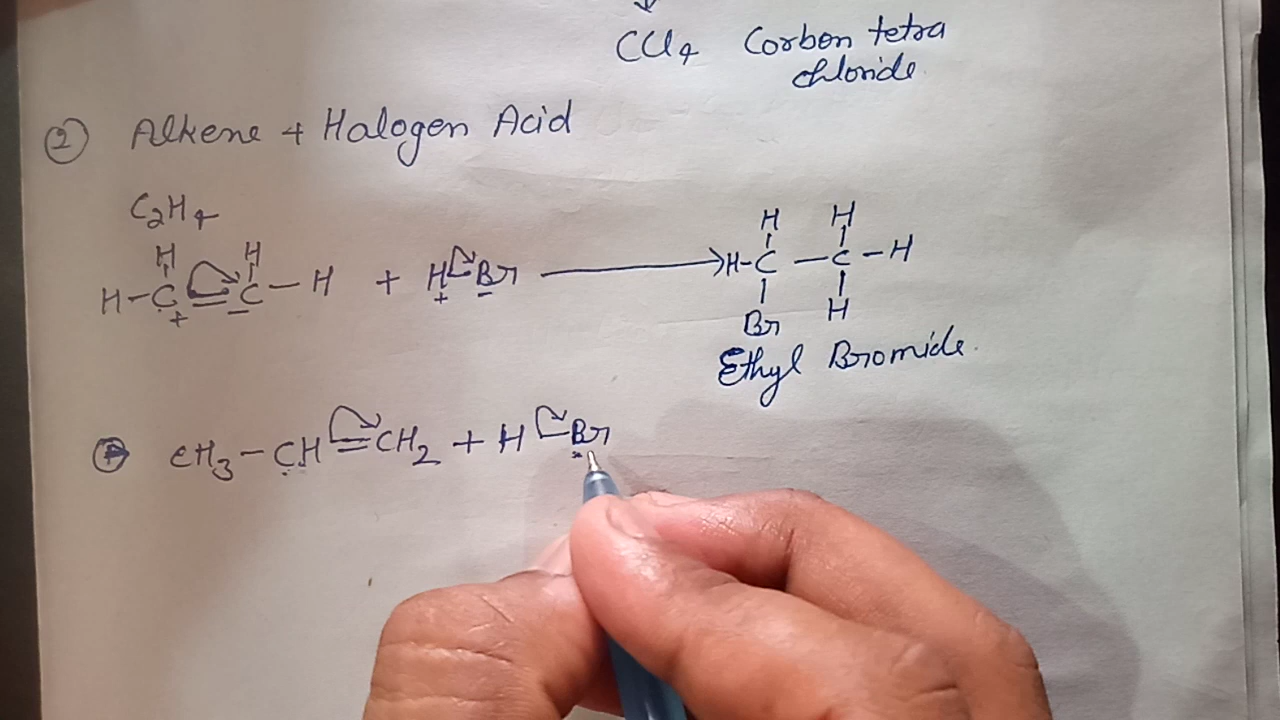 CCl4 Corbon tetra
chloride
② Alkene + Halogen Acid
C2H4
H H H H
H-C=C-H + H-Br → H-C-C-H
+ - + - Br H
Ethyl Bromide
CH3-CH=CH2 + H-Br